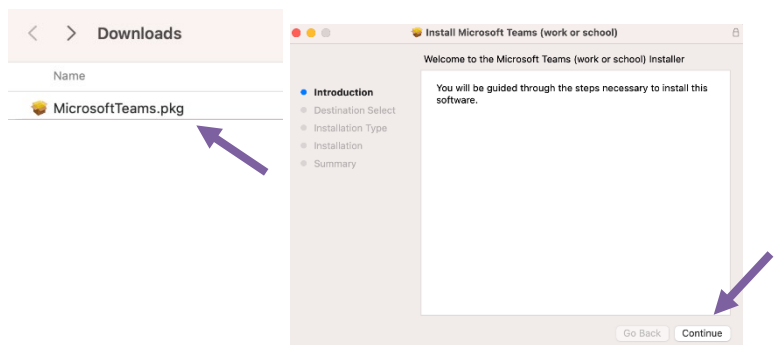 Downloads
Name
MicrosoftTeams.pkg
Install Microsoft Teams (work or school)
Welcome to the Microsoft Teams (work or school) Installer
Introduction
Destination Select
Installation Type
Installation
Summary
You will be guided through the steps necessary to install this
software.
Go Back
Continue